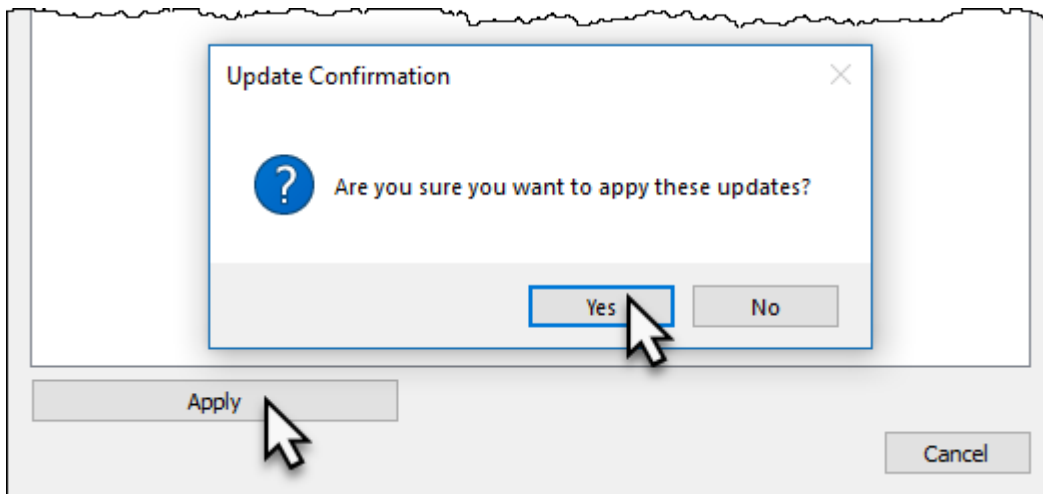 Update Confirmation
?
Are you sure you want to appy these updates?
Yes
No
Apply
Cancel